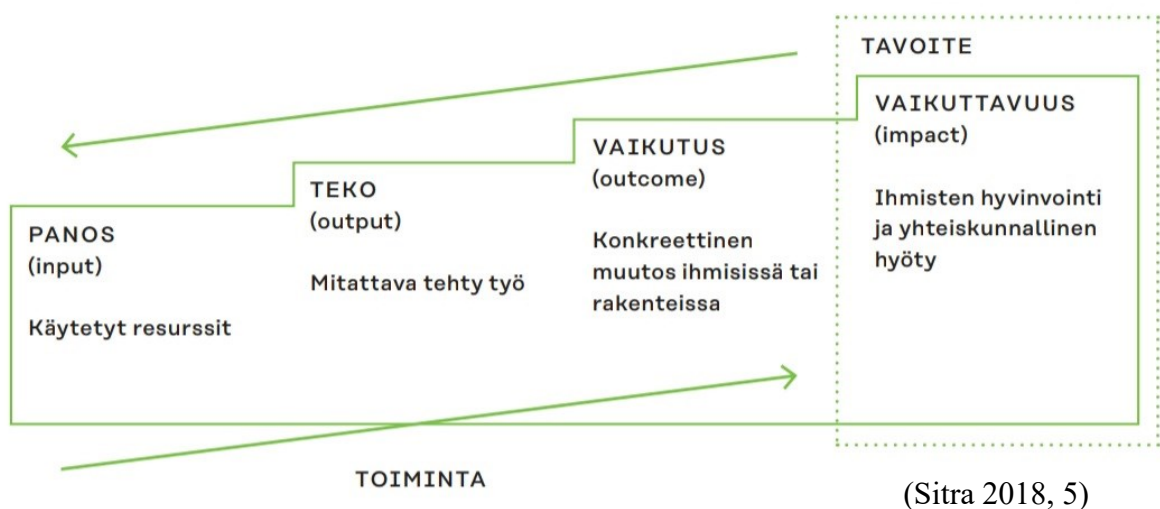 TAVOITE
VAIKUTTAVUUS
(impact)
Ihmisten hyvinvointi
ja yhteiskunnallinen
hyöty
VAIKUTUS
(outcome)
Konkreettinen
muutos ihmisissä tai
rakenteissa
TEKO
(output)
Mitattava tehty työ
PANOS
(input)
Käytetyt resurssit
TOIMINTA
(Sitra 2018, 5)